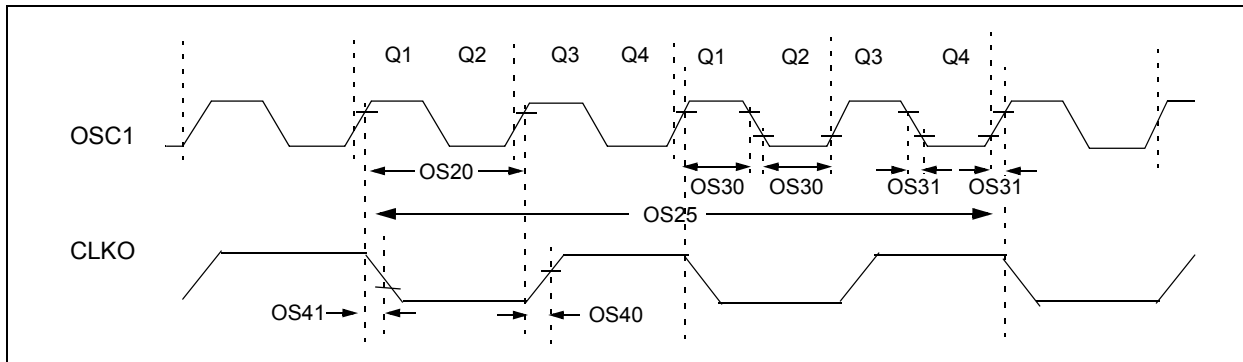 Q1 Q2 Q3 Q4 Q1 Q2 Q3 Q4
OSC1
OS20 OS30 OS30 OS31 OS31
OS25
CLKO
OS41 OS40